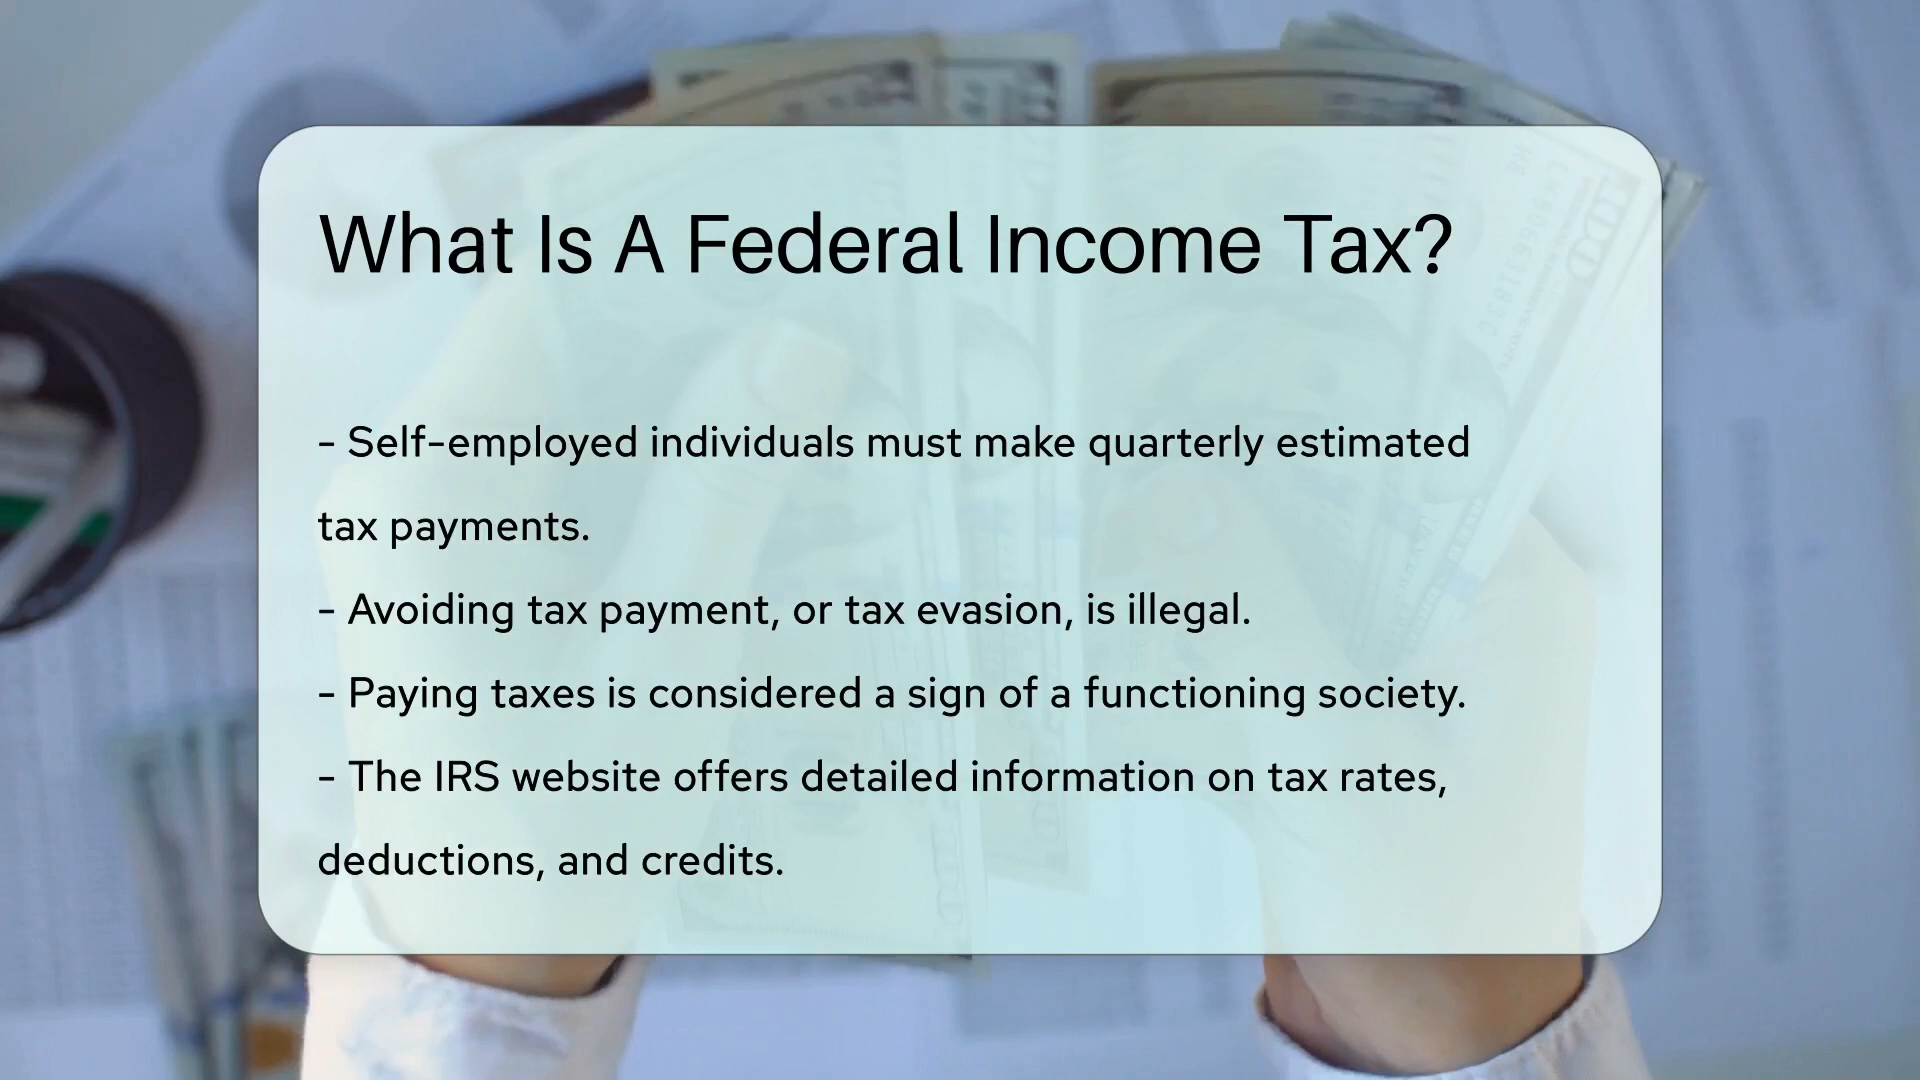 What Is A Federal Income Tax?
- Self-employed individuals must make quarterly estimated
tax payments.
- Avoiding tax payment, or tax evasion, is illegal.
- Paying taxes is considered a sign of a functioning society.
- The IRS website offers detailed information on tax rates,
deductions, and credits.